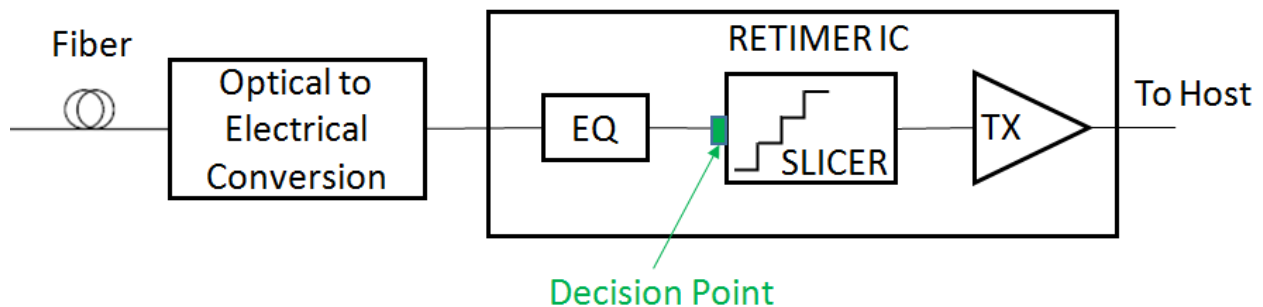 Fiber
Optical to
Electrical
Conversion
RETIMER IC
EQ
SLICER
TX
To Host
Decision Point